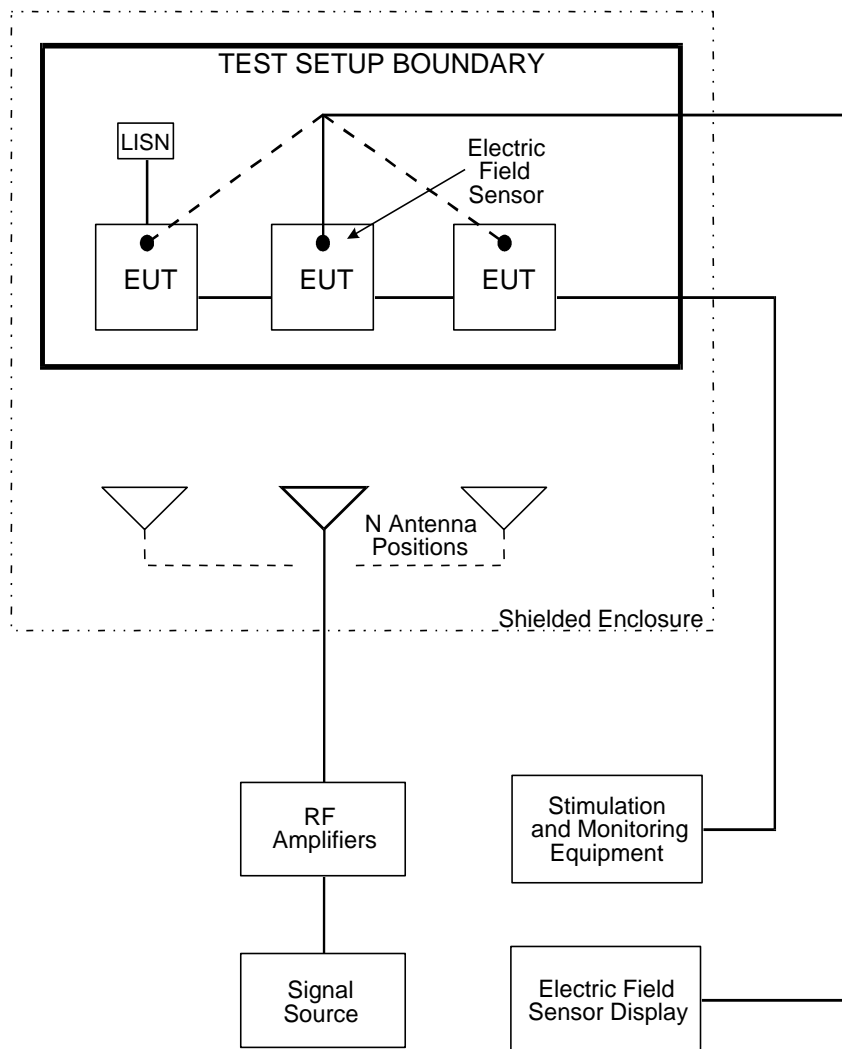 TEST SETUP BOUNDARY
LISN
Electric
Field
Sensor
EUT
EUT
EUT
N Antenna
Positions
Shielded Enclosure
RF
Amplifiers
Stimulation
and Monitoring
Equipment
Signal
Source
Electric Field
Sensor Display